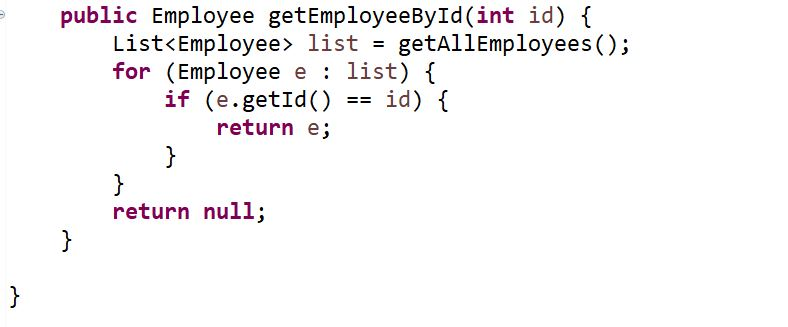 public Employee getEmployeeById(int id) {
List<Employee> list = getAllEmployees();
for (Employee e : list) {
if (e.getId() == id) {
return e;
}
}
return null;
}
}